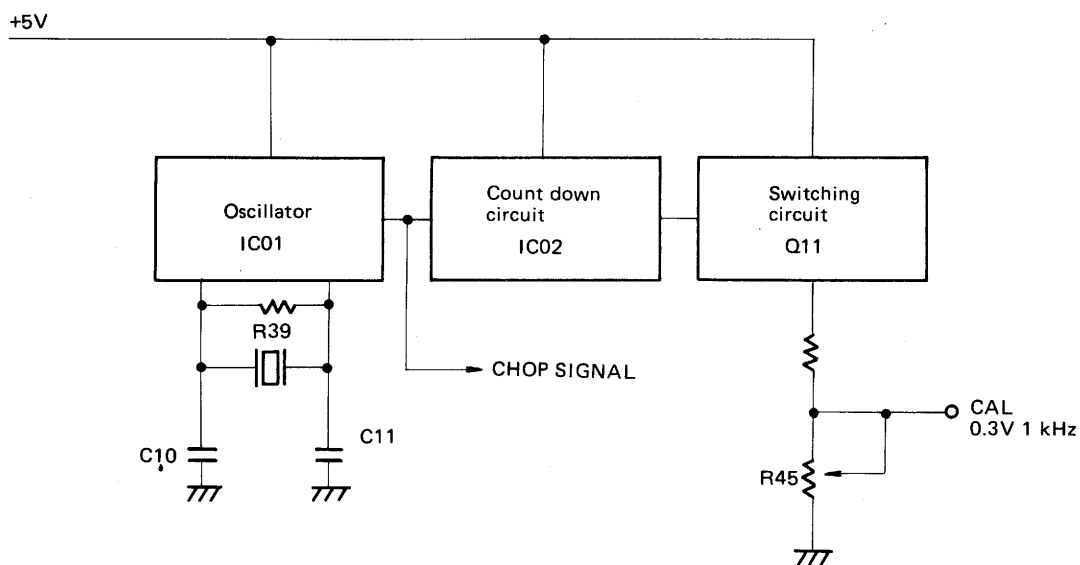 +5V
Oscillator
IC01
Count down
circuit
IC02
Switching
circuit
Q11
R39
CHOP SIGNAL
C10
C11
CAL
0.3V 1 kHz
R45